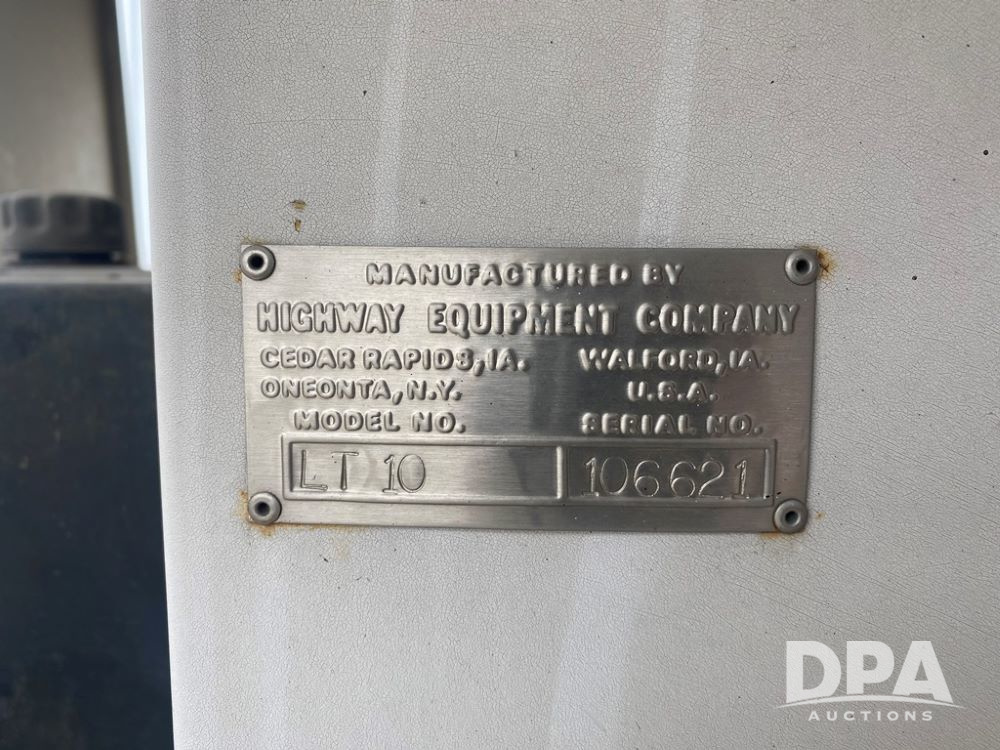 MANUFACTURED BY
HIGHWAY EQUIPMENT COMPANY
CEDAR RAPIDS, IA. WALFORD, IA.
ONEONTA, N.Y. U.S.A.
MODEL NO. SERIAL NO.
LT 10 106621
DPA
AUCTIONS